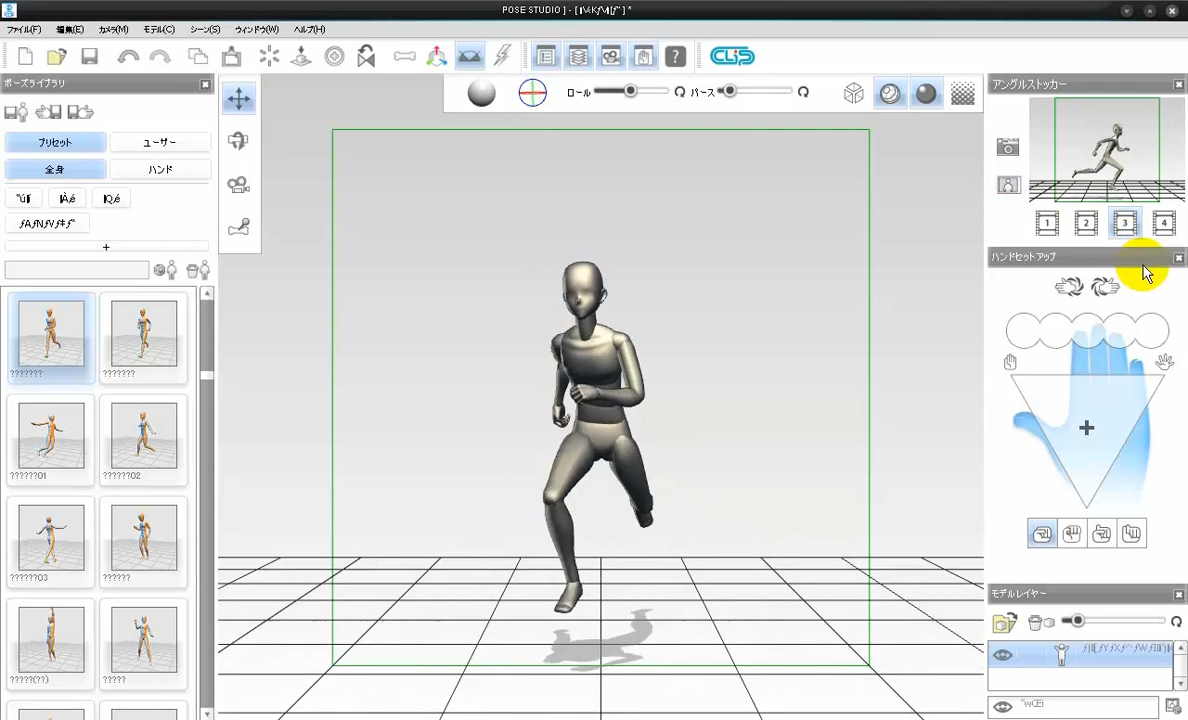 POSE STUDIO ] - [
ファイル(F) 編集(E) カメラ(M) モデル(C) シーン(S) ウィンドウ(W) ヘルプ(H)
CLIP
ポーズライブラリ
ロール パース
アングルストッカー
プリセット ユーザー
全身 ハンド
1 2 3 4
+
ハンドセットアップ
??????? ???????
??????01 ??????02
??????03 ??????
?????(??) ?????
モデルレイヤー